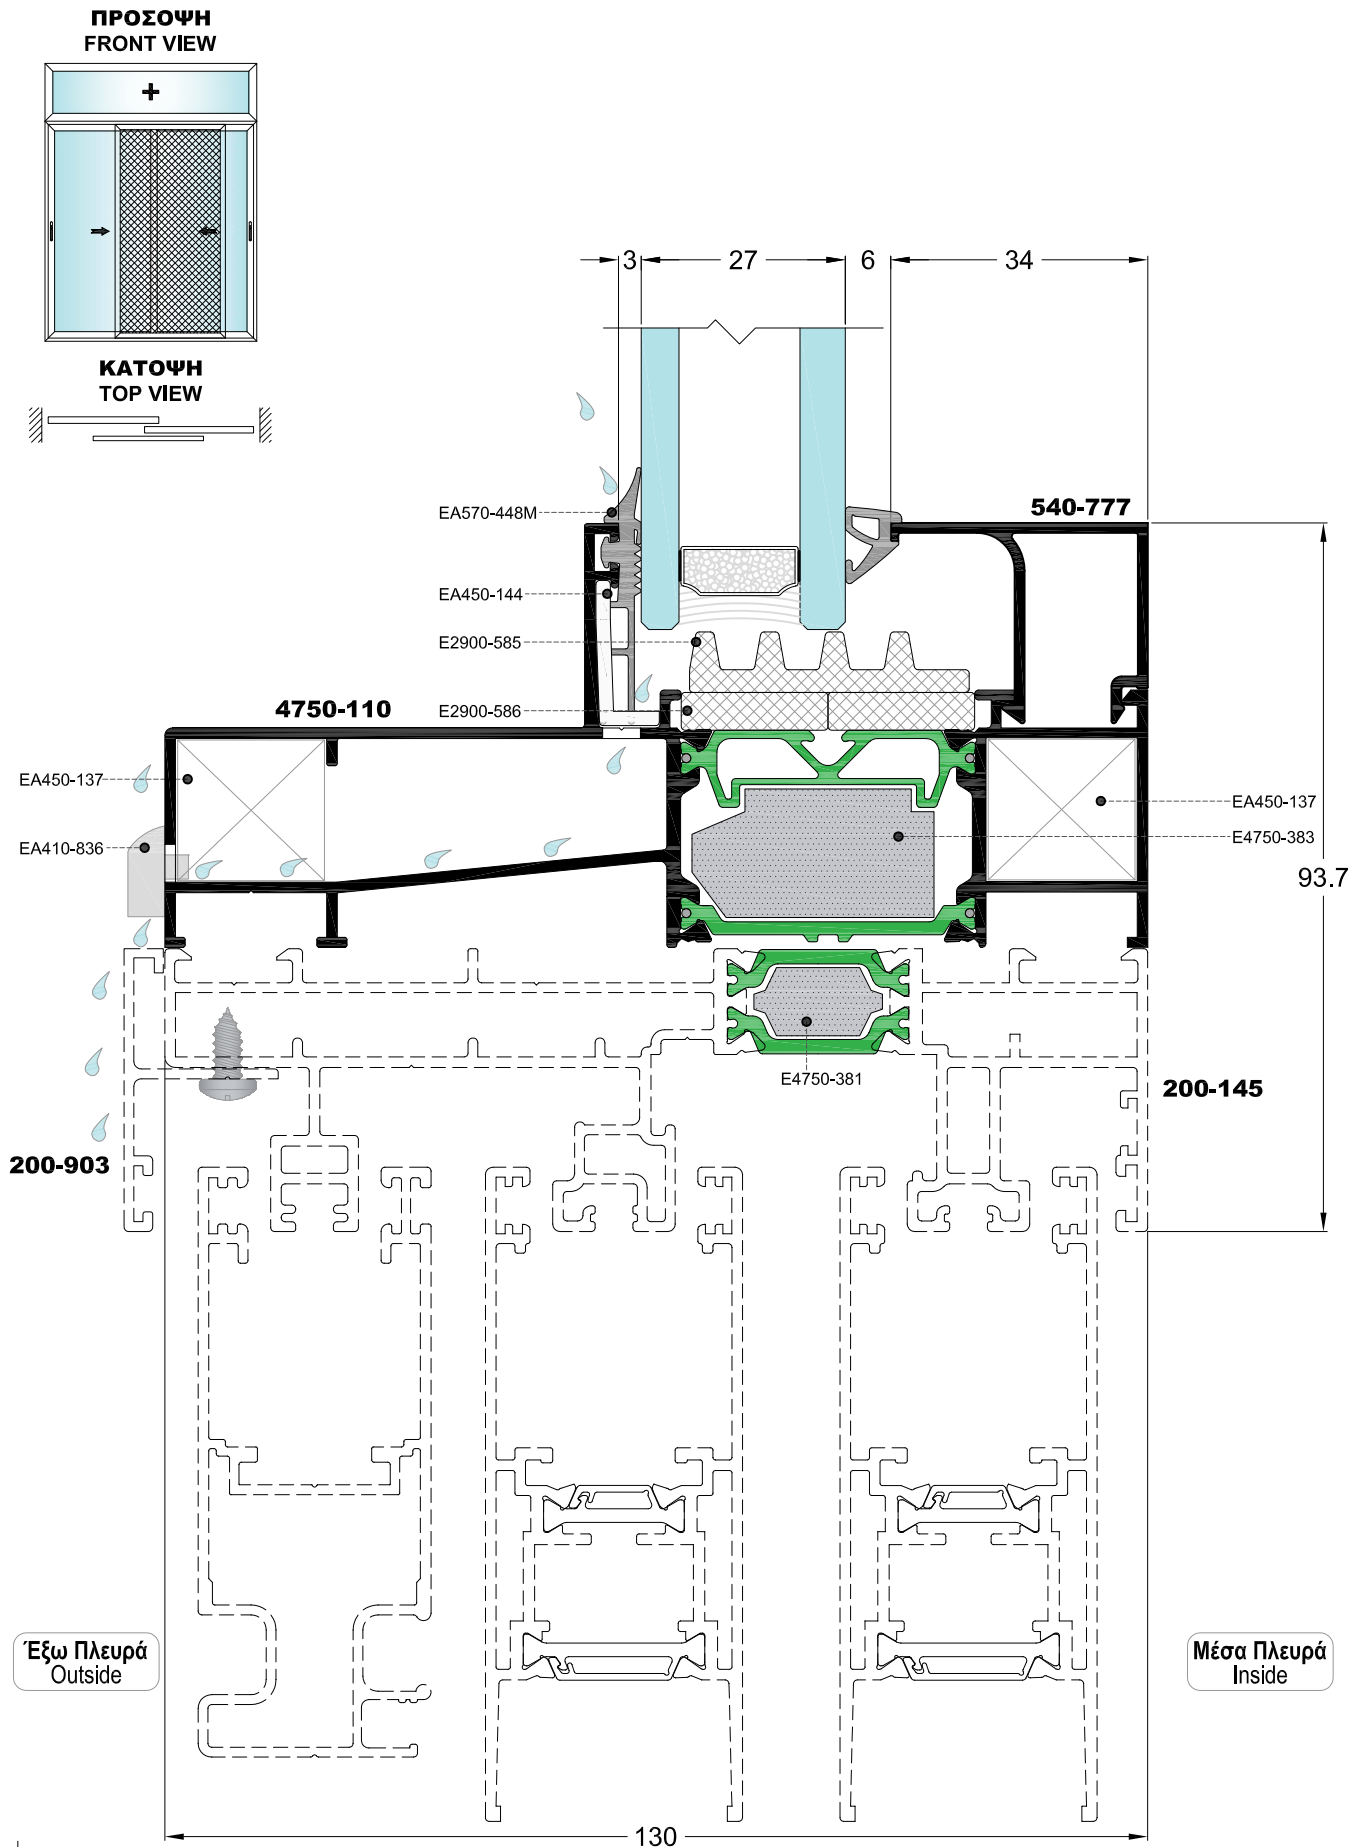 ΠΡΟΣΟΨΗ
FRONT VIEW
ΚΑΤΟΨΗ
TOP VIEW
3
27
6
34
EA570-448M
540-777
EA450-144
E2900-585
4750-110
E2900-586
EA450-137
EA450-137
EA410-836
E4750-383
93.7
E4750-381
200-145
200-903
Έξω Πλευρά
Outside
Μέσα Πλευρά
Inside
130